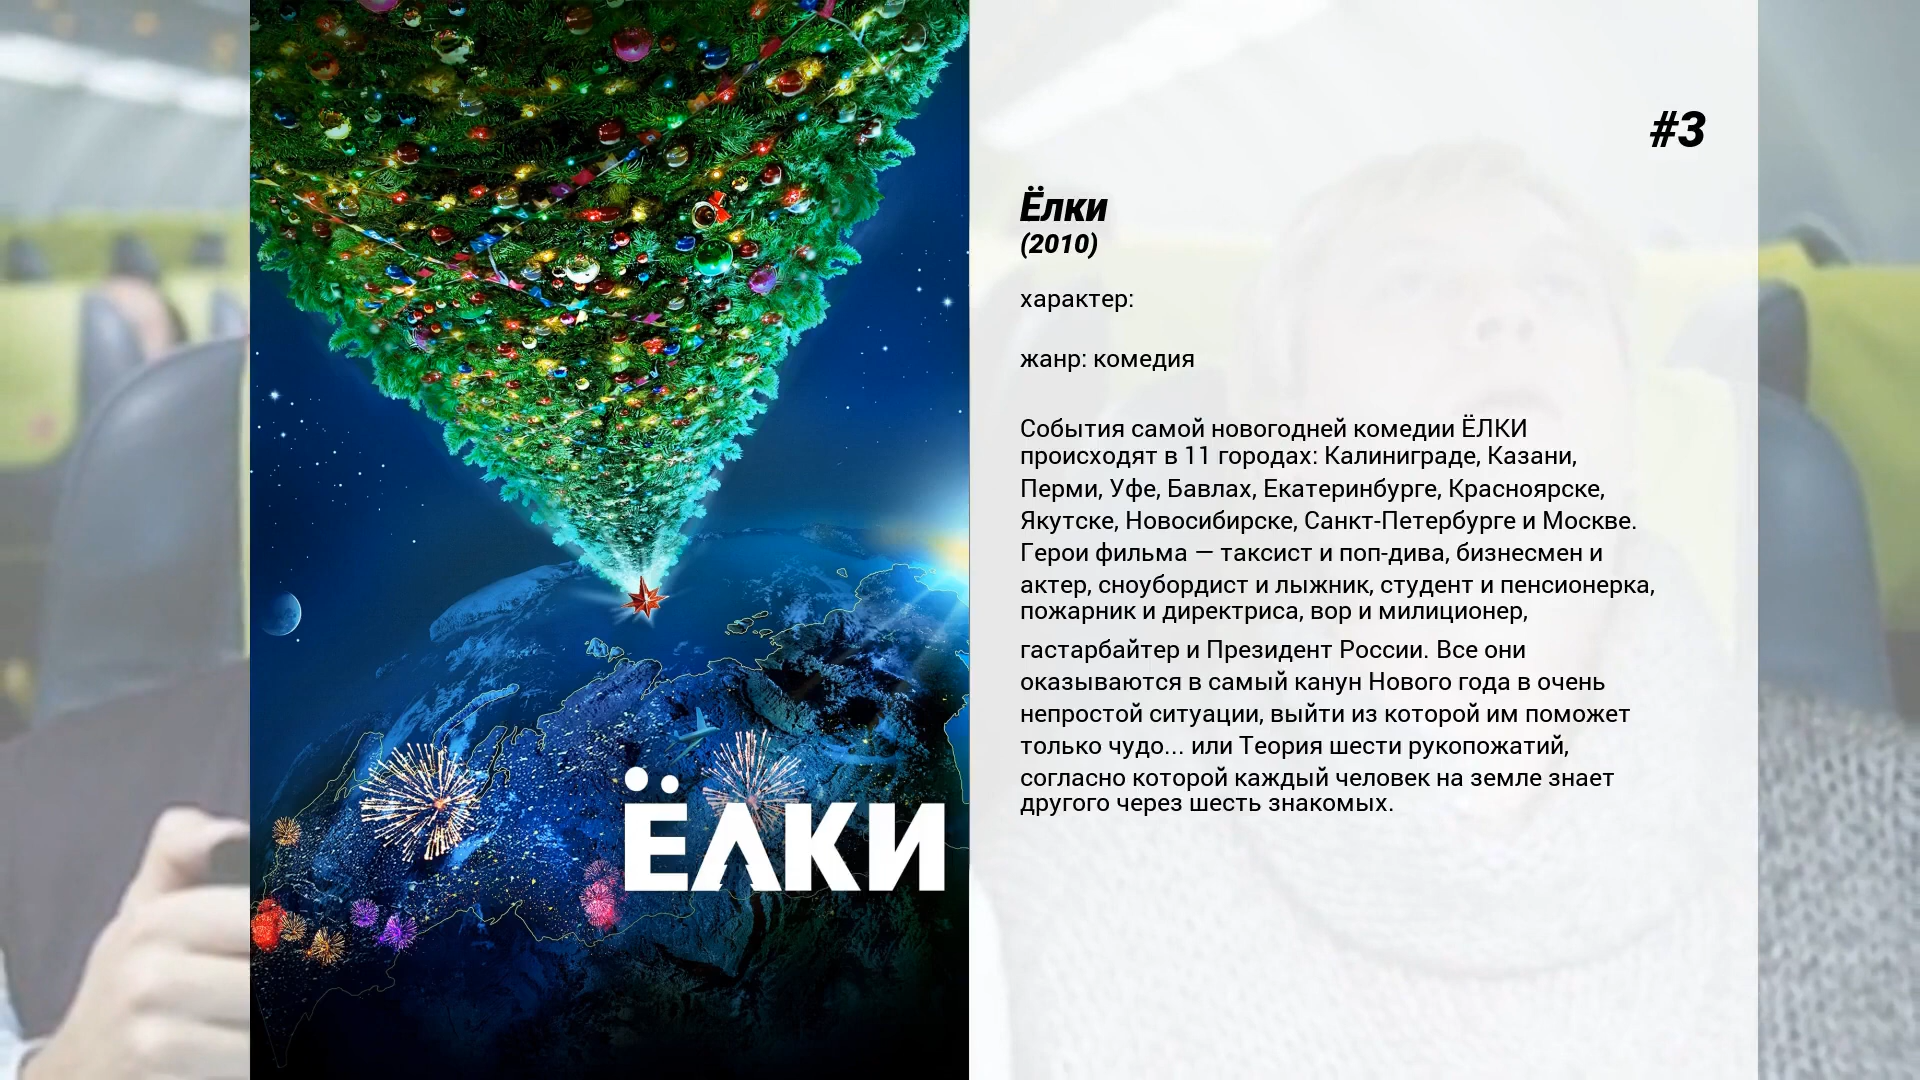 ЁЛКИ
#3
Ёлки
(2010)
характер:
жанр: комедия
События самой новогодней комедии ЁЛКИ
происходят в 11 городах: Калиниграде, Казани,
Перми, Уфе, Бавлах, Екатеринбурге, Красноярске,
Якутске, Новосибирске, Санкт-Петербурге и Москве.
Герои фильма — таксист и поп-дива, бизнесмен и
актер, сноубордист и лыжник, студент и пенсионерка,
пожарник и директриса, вор и милиционер,
гастарбайтер и Президент России. Все они
оказываются в самый канун Нового года в очень
непростой ситуации, выйти из которой им поможет
только чудо... или Теория шести рукопожатий,
согласно которой каждый человек на земле знает
другого через шесть знакомых.